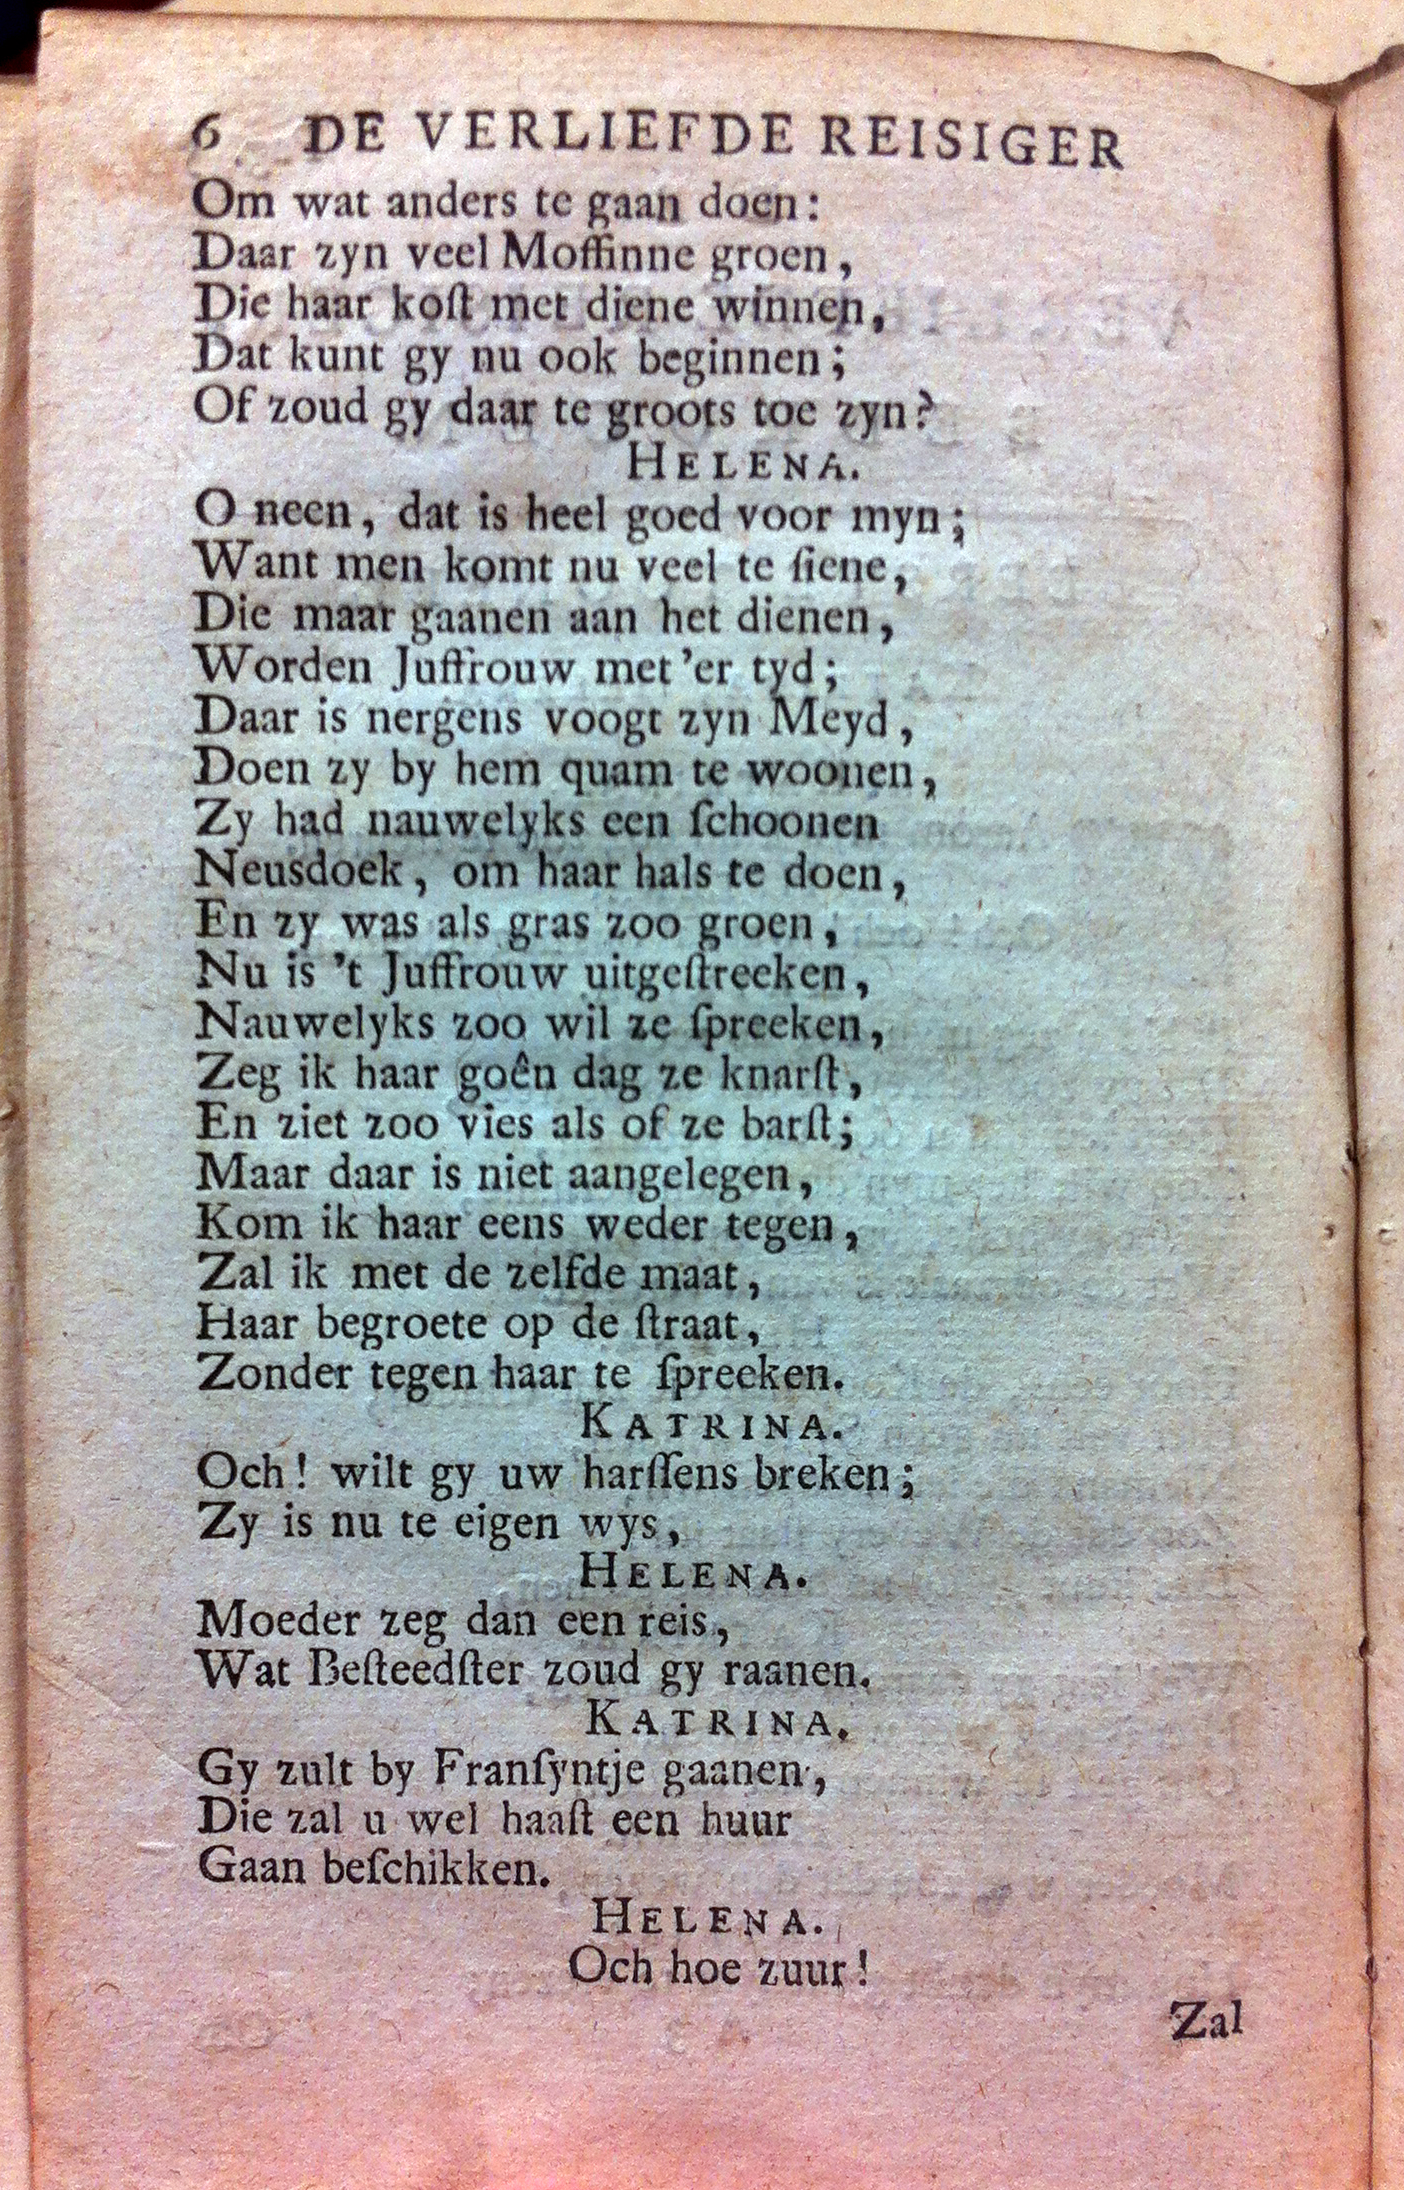 6 DE VERLIEFDE REISIGER
Om wat anders te gaan doen:
Daar zyn veel Moffinne groen,
Die haar koſt met diene winnen,
Dat kunt gy nu ook beginnen;
Of zoud gy daar te groots toe zyn?
HELENA.
O neen, dat is heel goed voor myn;
Want men komt nu veel te ſiene,
Die maar gaanen aan het dienen,
Worden Juffrouw met 'er tyd;
Daar is nergens voogt zyn Meyd,
Doen zy by hem quam te woonen,
Zy had nauwelyks een ſchoonen
Neusdoek, om haar hals te doen,
En zy was als gras zoo groen,
Nu is 't Juffrouw uitgeſtreeken,
Nauwelyks zoo wil ze ſpreeken,
Zeg ik haar goên dag ze knarſt,
En ziet zoo vies als of ze barſt;
Maar daar is niet aangelegen,
Kom ik haar eens weder tegen,
Zal ik met de zelfde maat,
Haar begroete op de ſtraat,
Zonder tegen haar te ſpreeken.
KATRINA.
Och! wilt gy uw harſſens breken;
Zy is nu te eigen wys,
HELENA.
Moeder zeg dan een reis,
Wat Beſteedſter zoud gy raanen.
KATRINA.
Gy zult by Franſyntje gaanen,
Die zal u wel haaſt een huur
Gaan beſchikken.
HELENA.
Och hoe zuur!
Zal